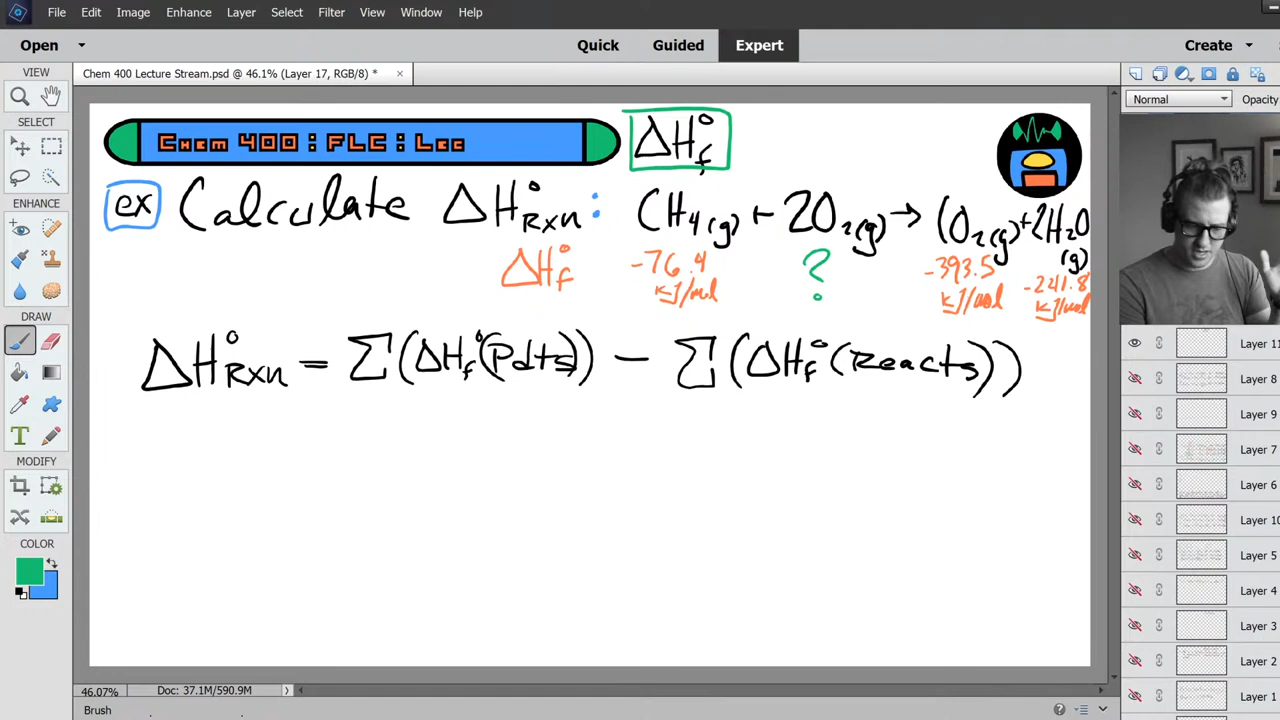 File Edit Image Enhance Layer Select Filter View Window Help
Open Quick Guided Expert Create
VIEW
Chem 400 Lecture Stream.psd @ 46.1% (Layer 17, RGB/8) * ×
SELECT
ENHANCE
DRAW
MODIFY
COLOR
Chem 400 : FLC : Lec
ΔH°f
ex Calculate ΔH°Rxn : CH4(g) + 2O2(g) → CO2(g) + 2H2O(g)
ΔH°f -76.4 kJ/mol ? -393.5 kJ/mol -241.8 kJ/mol
ΔH°Rxn = Σ(ΔH°f(Pdts)) − Σ(ΔH°f(Reacts))
Normal Opacity
Layer 11
Layer 8
Layer 9
Layer 7
Layer 6
Layer 10
Layer 5
Layer 4
Layer 3
Layer 2
Layer 1
46.07% Doc: 37.1M/590.9M
Brush